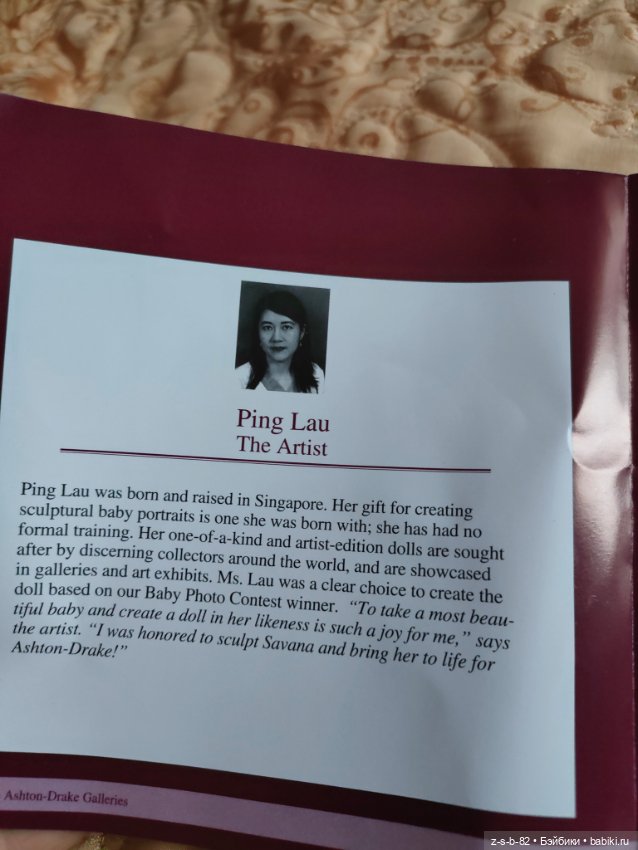 Ping Lau
The Artist
Ping Lau was born and raised in Singapore. Her gift for creating
sculptural baby portraits is one she was born with; she has had no
formal training. Her one-of-a-kind and artist-edition dolls are sought
after by discerning collectors around the world, and are showcased
in galleries and art exhibits. Ms. Lau was a clear choice to create the
doll based on our Baby Photo Contest winner. “To take a most beau-
tiful baby and create a doll in her likeness is such a joy for me,” says
the artist. “I was honored to sculpt Savana and bring her to life for
Ashton-Drake!”
Ashton-Drake Galleries
z-s-b-82 • Бэйбики • babiki.ru